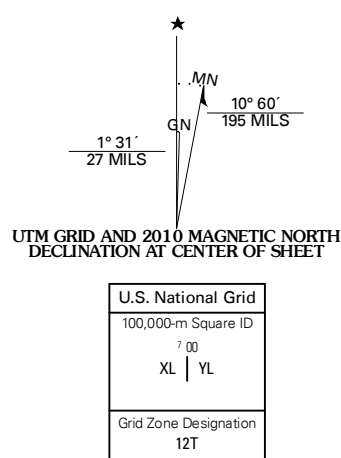 ★
MN
10° 60´
195 MILS
GN
1° 31´
27 MILS
UTM GRID AND 2010 MAGNETIC NORTH
DECLINATION AT CENTER OF SHEET
U.S. National Grid
100,000-m Square ID
7 00
XL | YL
Grid Zone Designation
12T